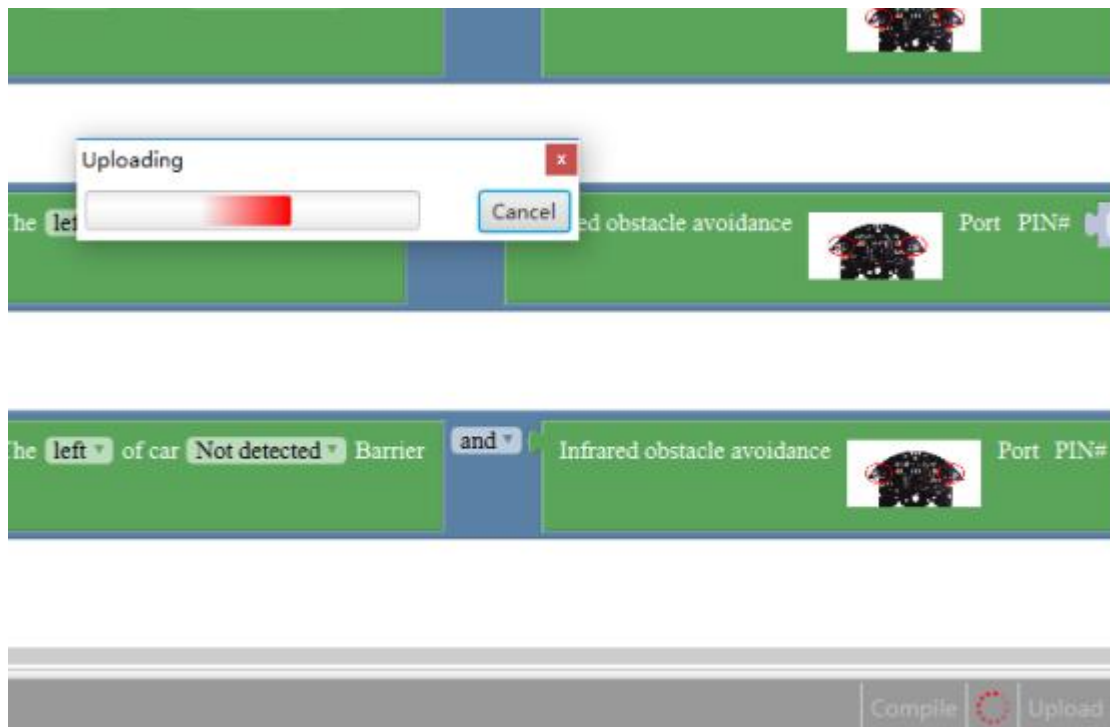 Uploading
x
Cancel
he lef
ed obstacle avoidance Port PIN#
he left of car Not detected Barrier and Infrared obstacle avoidance Port PIN#
Compile Upload